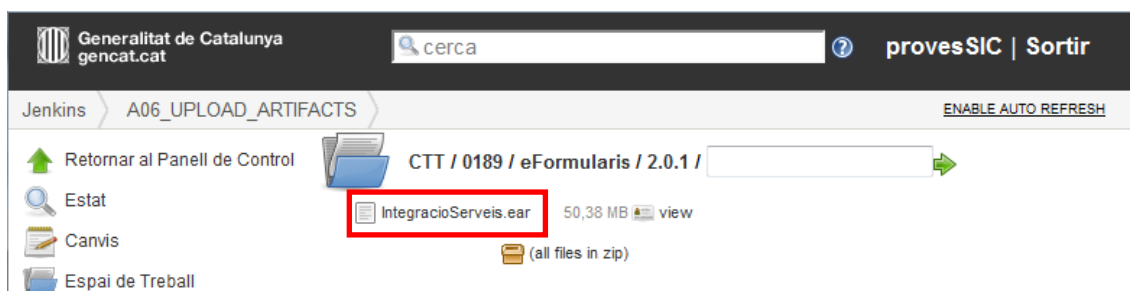 Generalitat de Catalunya
gencat.cat
cerca
provesSIC | Sortir
Jenkins A06_UPLOAD_ARTIFACTS
ENABLE AUTO REFRESH
Retornar al Panell de Control
Estat
Canvis
Espai de Treball
CTT / 0189 / eFormularis / 2.0.1 /
IntegracioServeis.ear 50,38 MB view
(all files in zip)